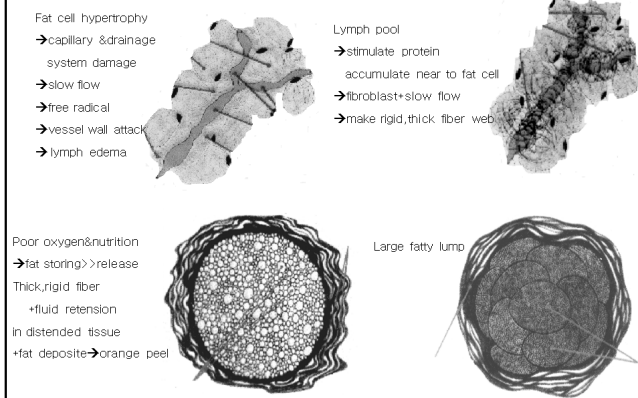 Fat cell hypertrophy
→capillary &drainage
system damage
→slow flow
→free radical
→vessel wall attack
→lymph edema
Lymph pool
→stimulate protein
accumulate near to fat cell
→fibroblast+slow flow
→make rigid,thick fiber web
Poor oxygen&nutrition
→fat storing>>release
Thick,rigid fiber
+fluid retention
in distended tissue
+fat deposite→orange peel
Large fatty lump